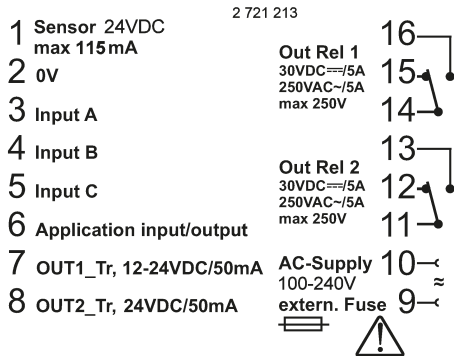 2 721 213
1 Sensor 24VDC
max 115mA
2 0V
3 Input A
4 Input B
5 Input C
6 Application input/output
7 OUT1_Tr, 12-24VDC/50mA
8 OUT2_Tr, 24VDC/50mA
16
Out Rel 1
30VDC⎓/5A 15
250VAC~/5A
max 250V 14
13
Out Rel 2
30VDC⎓/5A 12
250VAC~/5A
max 250V 11
AC-Supply 10
100-240V ≈
extern. Fuse 9
!